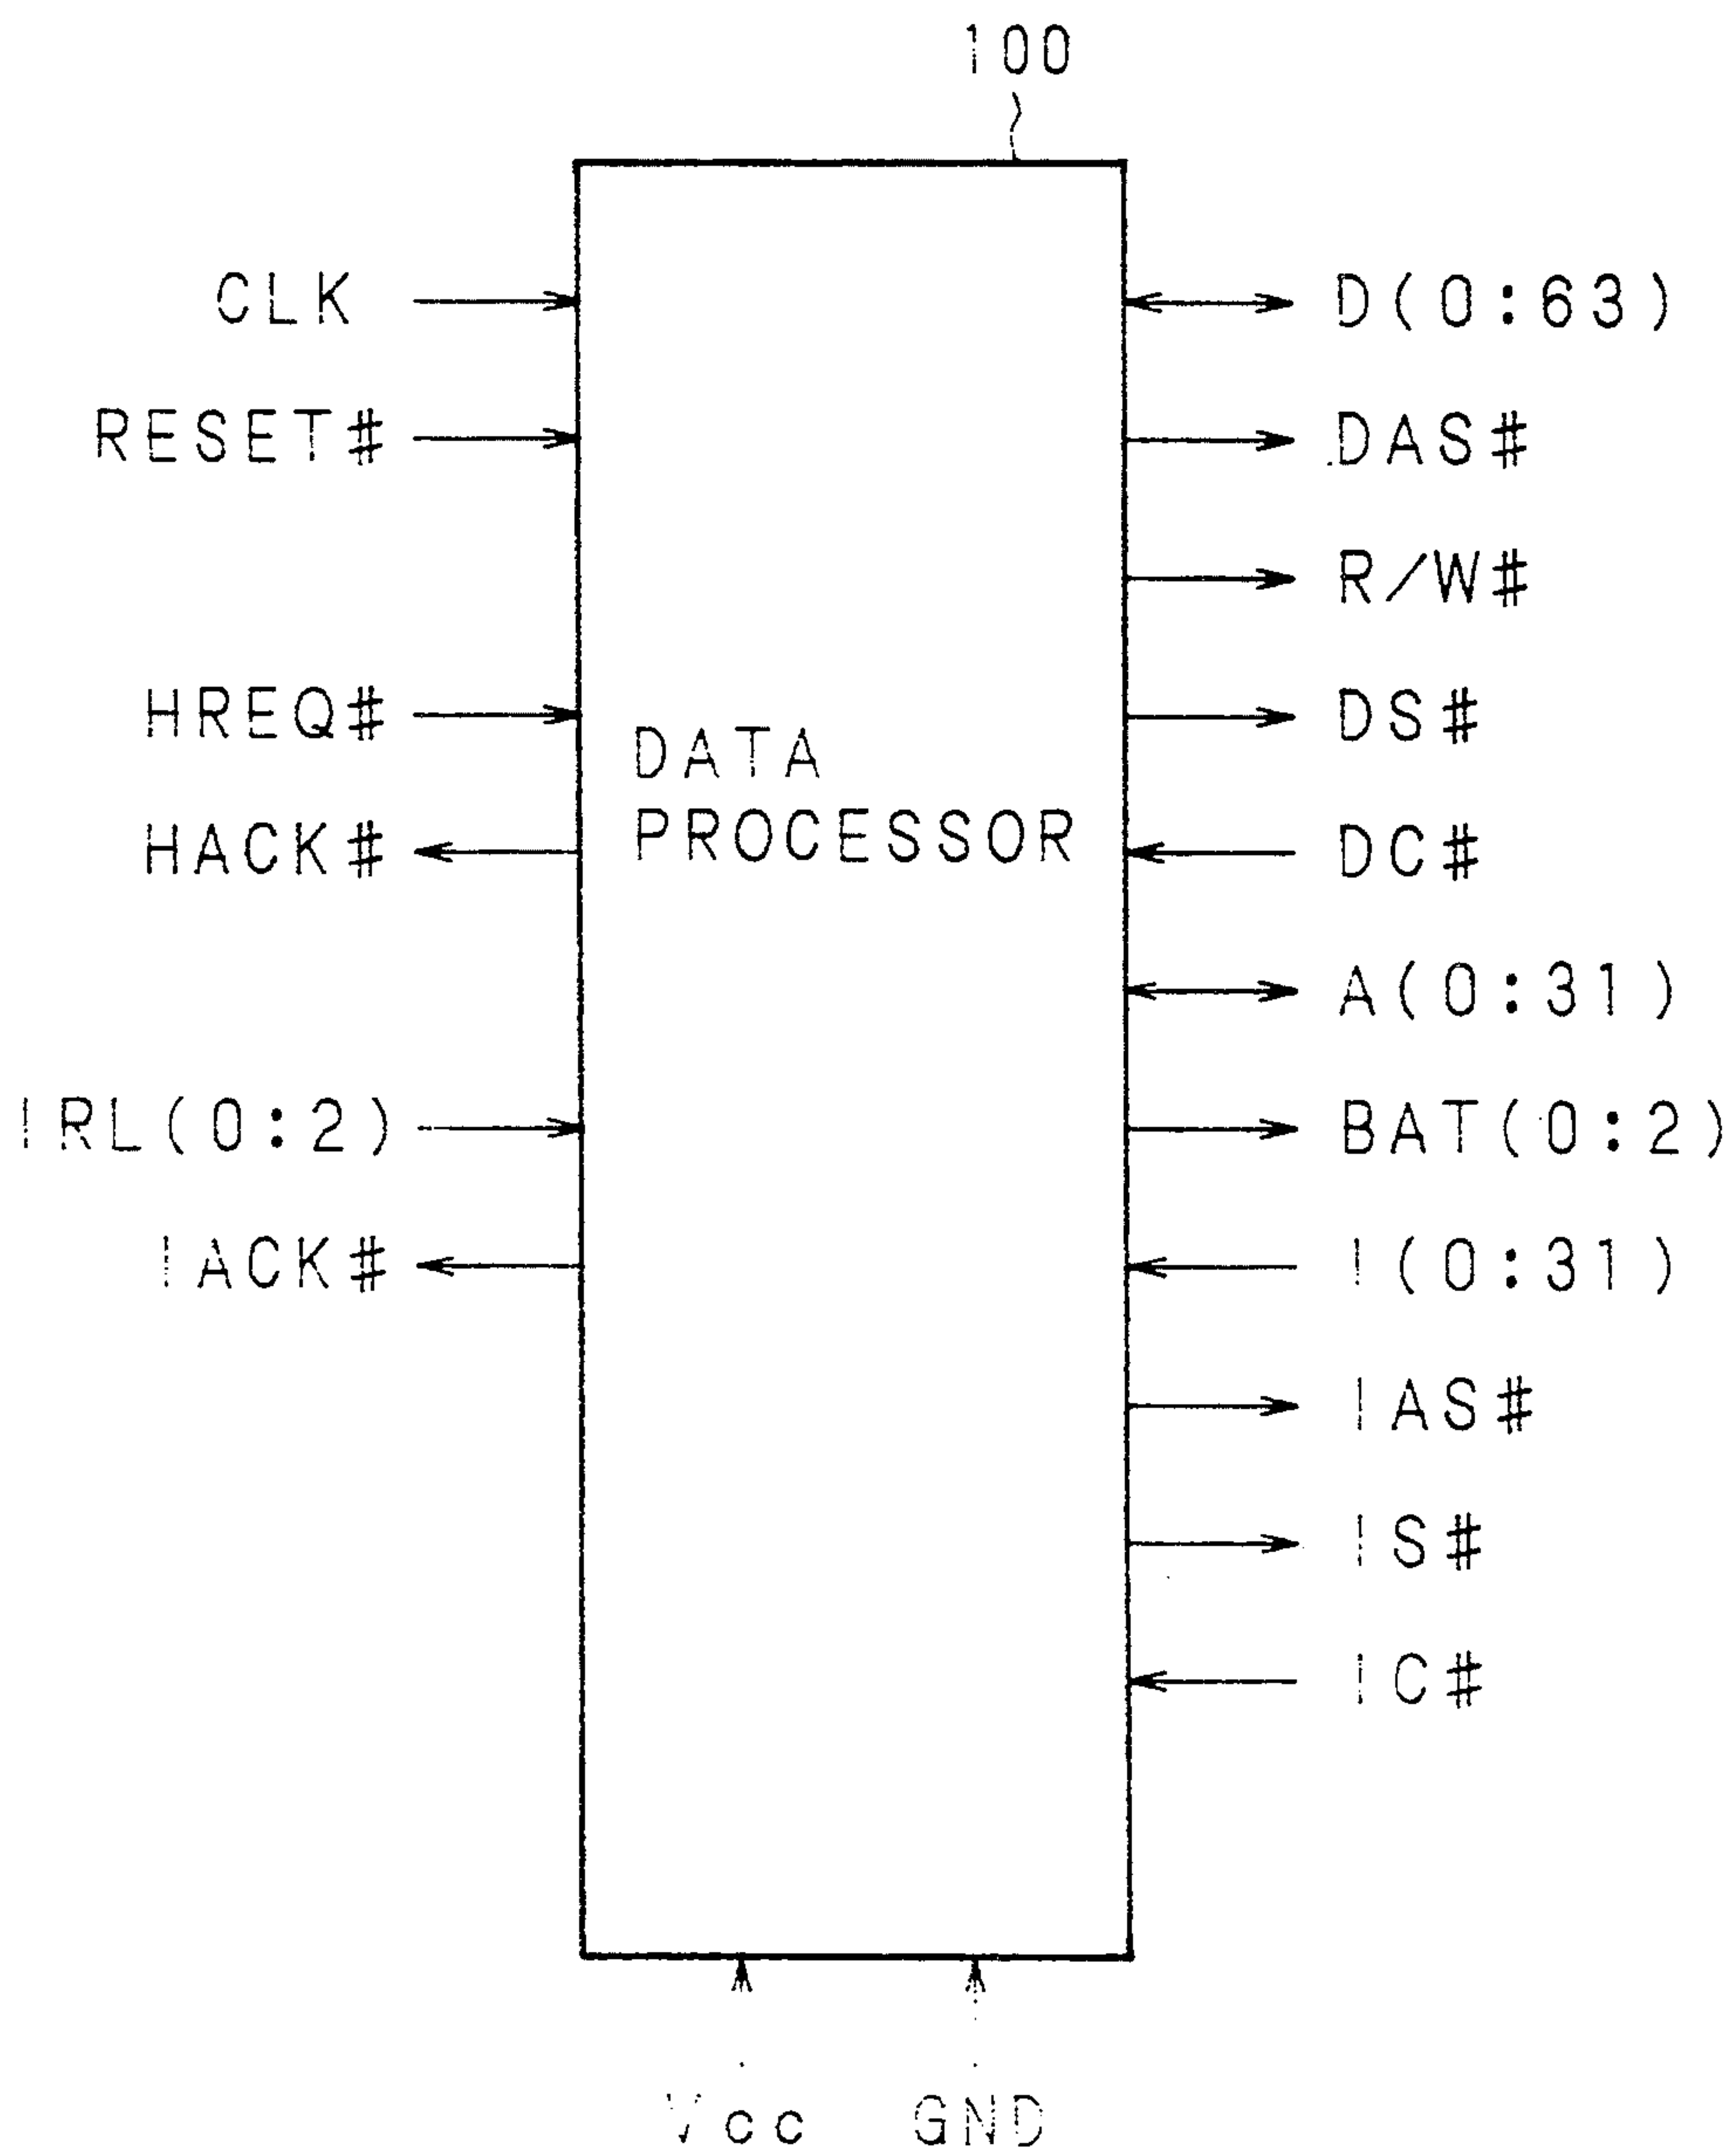 100
CLK
RESET#
HREQ#
HACK#
IRL(0:2)
IACK#
DATA
PROCESSOR
D(0:63)
DAS#
R/W#
DS#
DC#
A(0:31)
BAT(0:2)
I(0:31)
IAS#
IS#
IC#
Vcc
GND